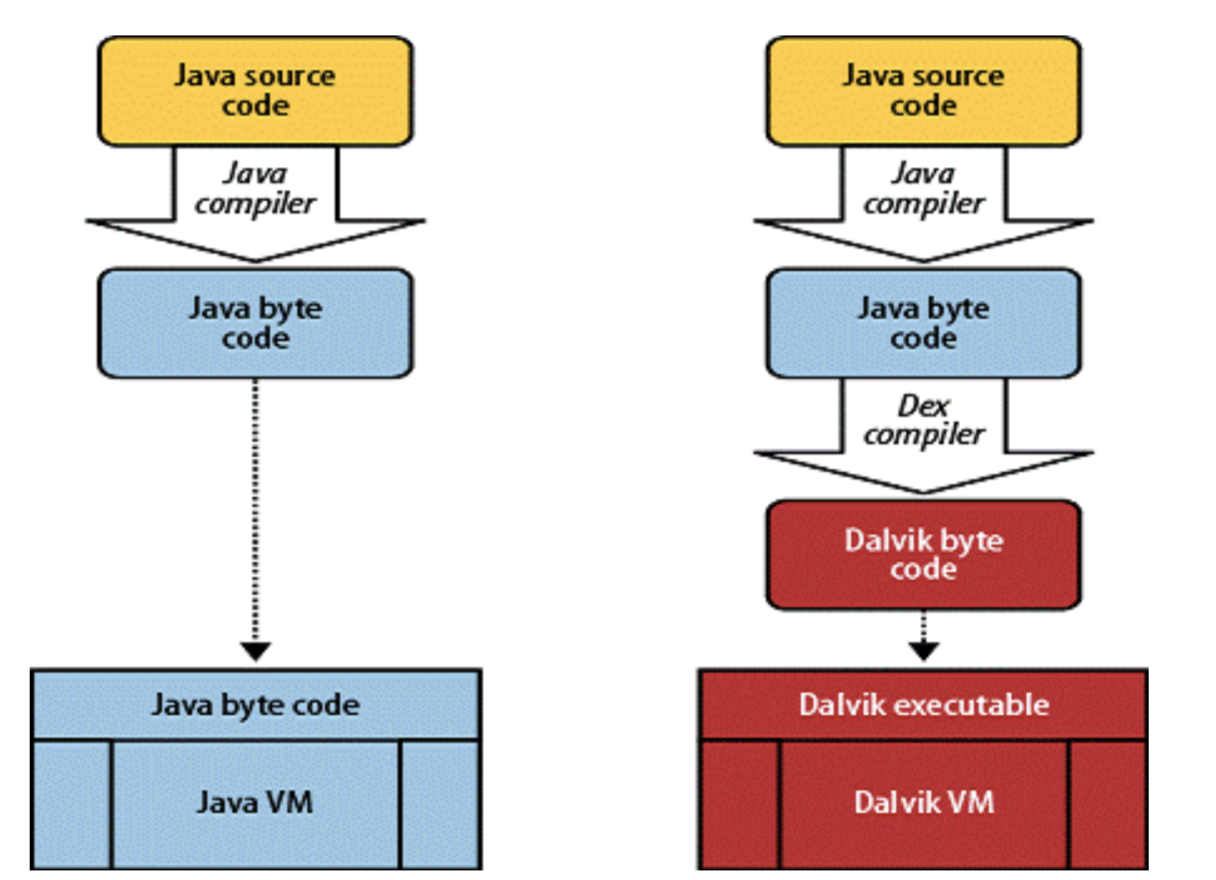 Java source
code
Java
compiler
Java byte
code
Java byte code
Java VM
Java source
code
Java
compiler
Java byte
code
Dex
compiler
Dalvik byte
code
Dalvik executable
Dalvik VM